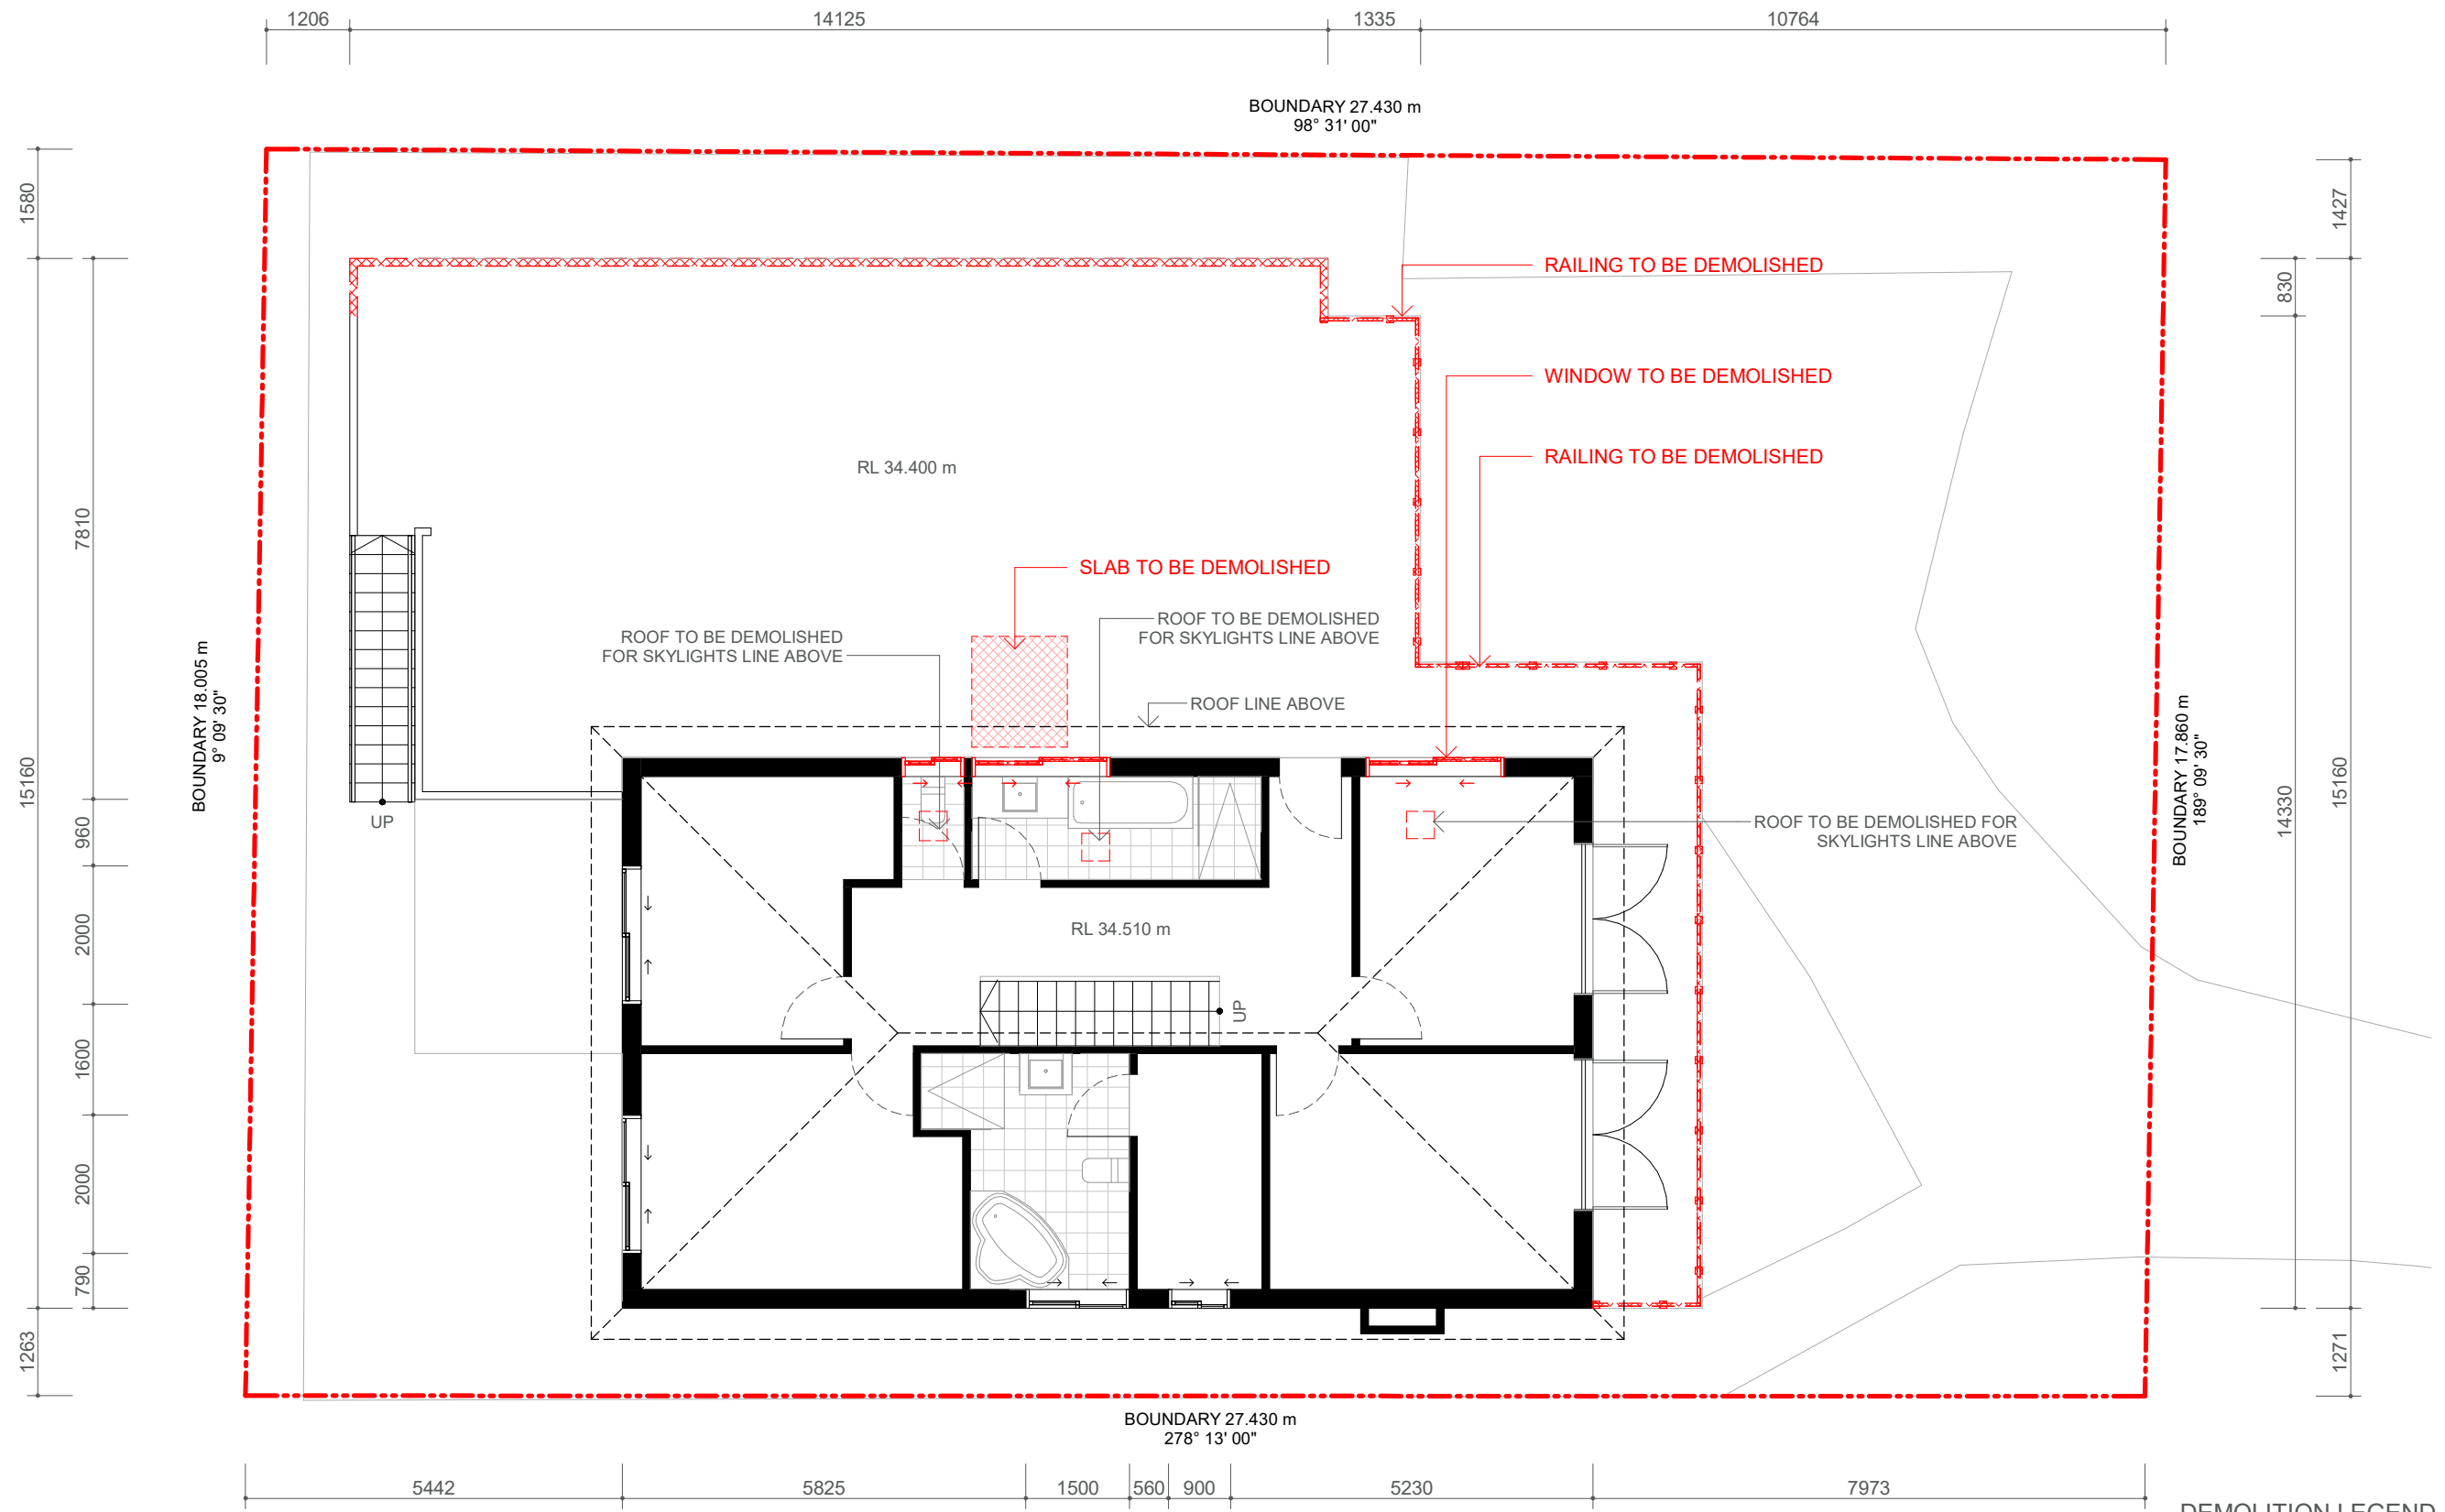 1206
14125
1335
10764
BOUNDARY 27.430 m
98° 31' 00"
1580
1427
RAILING TO BE DEMOLISHED
830
WINDOW TO BE DEMOLISHED
RAILING TO BE DEMOLISHED
RL 34.400 m
7810
SLAB TO BE DEMOLISHED
ROOF TO BE DEMOLISHED
FOR SKYLIGHTS LINE ABOVE
ROOF TO BE DEMOLISHED
FOR SKYLIGHTS LINE ABOVE
ROOF LINE ABOVE
BOUNDARY 18.005 m
9° 09' 30"
BOUNDARY 17.860 m
189° 09' 30"
15160
15160
14330
UP
ROOF TO BE DEMOLISHED FOR
SKYLIGHTS LINE ABOVE
960
2000
RL 34.510 m
UP
1600
2000
790
1263
1271
BOUNDARY 27.430 m
278° 13' 00"
5442
5825
1500
560
900
5230
7973
DEMOLITION LEGEND